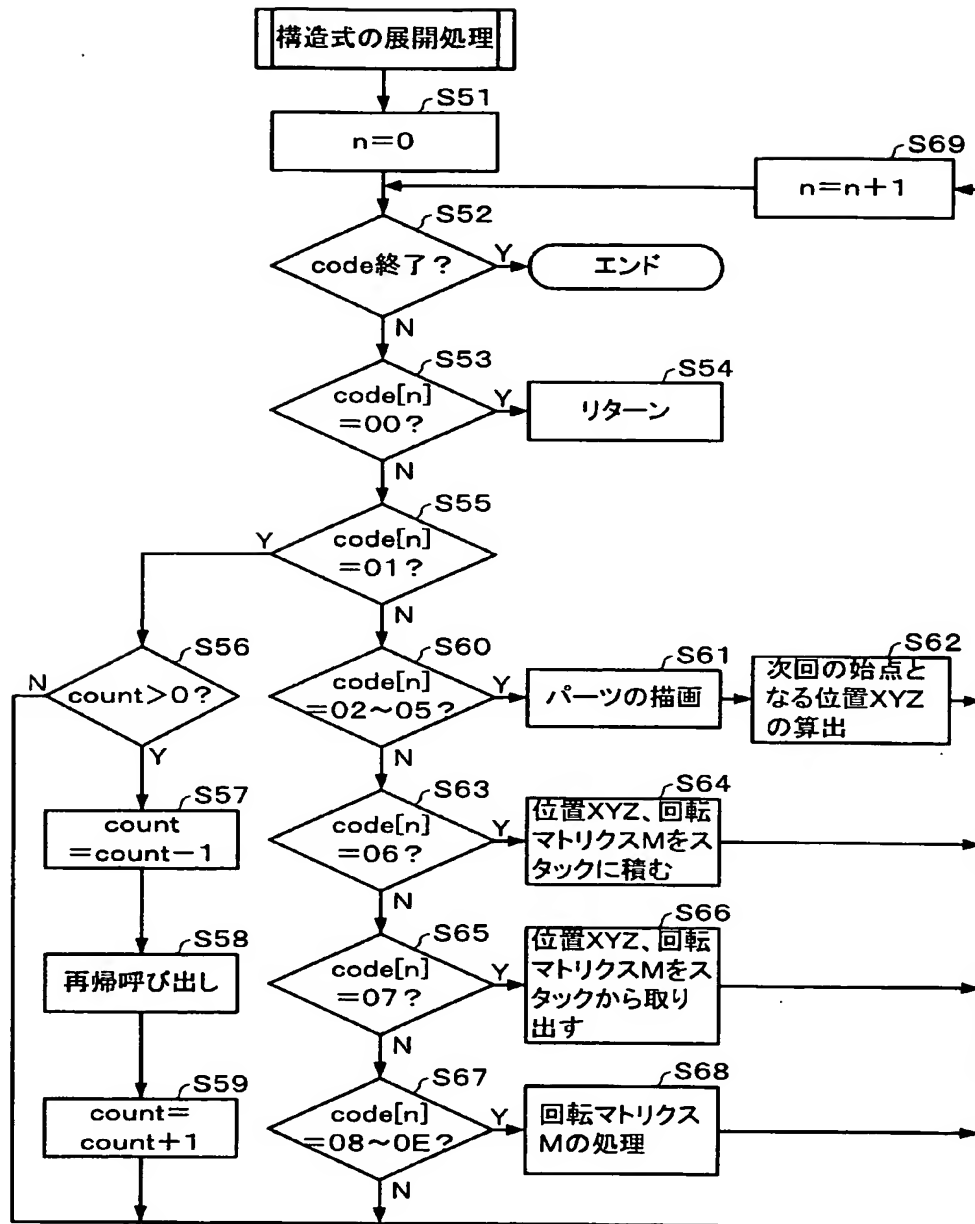 構造式の展開処理
S51
n=0
S69
n=n+1
S52
code終了?
Y
エンド
N
S53
code[n]
=00?
Y
S54
リターン
N
S55
code[n]
=01?
Y
N
S56
count>0?
N
Y
S57
count
=count-1
S58
再帰呼び出し
S59
count=
count+1
S60
code[n]
=02~05?
Y
S61
パーツの描画
S62
次回の始点と
なる位置XYZ
の算出
N
S63
code[n]
=06?
Y
S64
位置XYZ、回転
マトリクスMをス
タックに積む
N
S65
code[n]
=07?
Y
S66
位置XYZ、回転
マトリクスMをス
タックから取り
出す
N
S67
code[n]
=08~0E?
Y
S68
回転マトリクス
Mの処理
N